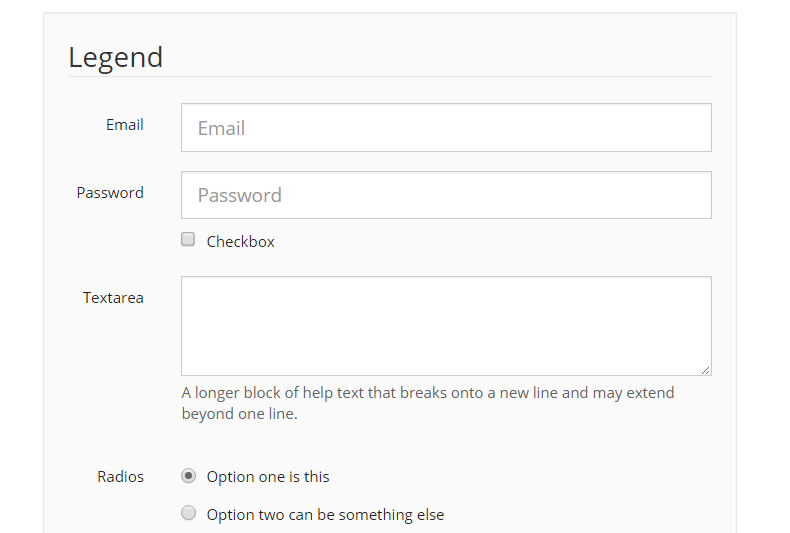 Legend
Email Email
Password Password
Checkbox
Textarea
A longer block of help text that breaks onto a new line and may extend
beyond one line.
Radios Option one is this
Option two can be something else